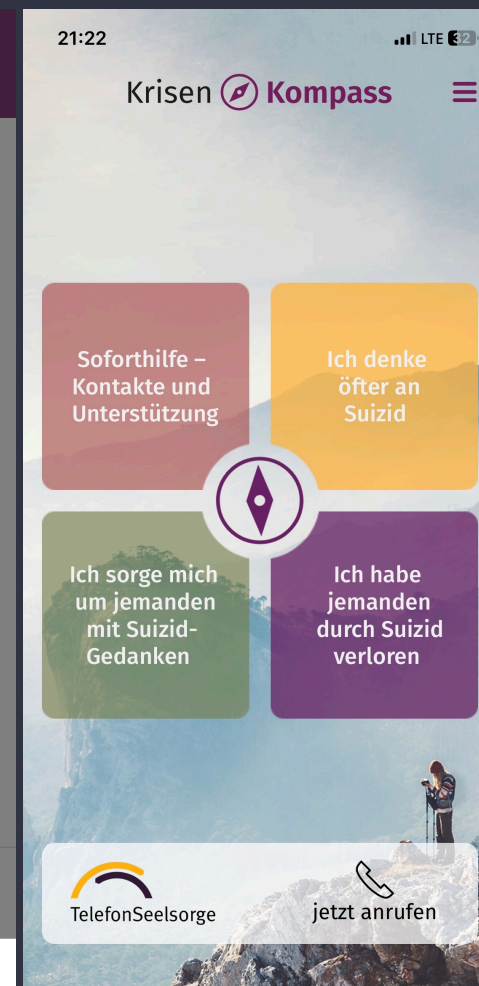 21:22
LTE 32
Krisen Kompass
Soforthilfe –
Kontakte und
Unterstützung
Ich denke
öfter an
Suizid
Ich sorge mich
um jemanden
mit Suizid-
Gedanken
Ich habe
jemanden
durch Suizid
verloren
TelefonSeelsorge
jetzt anrufen